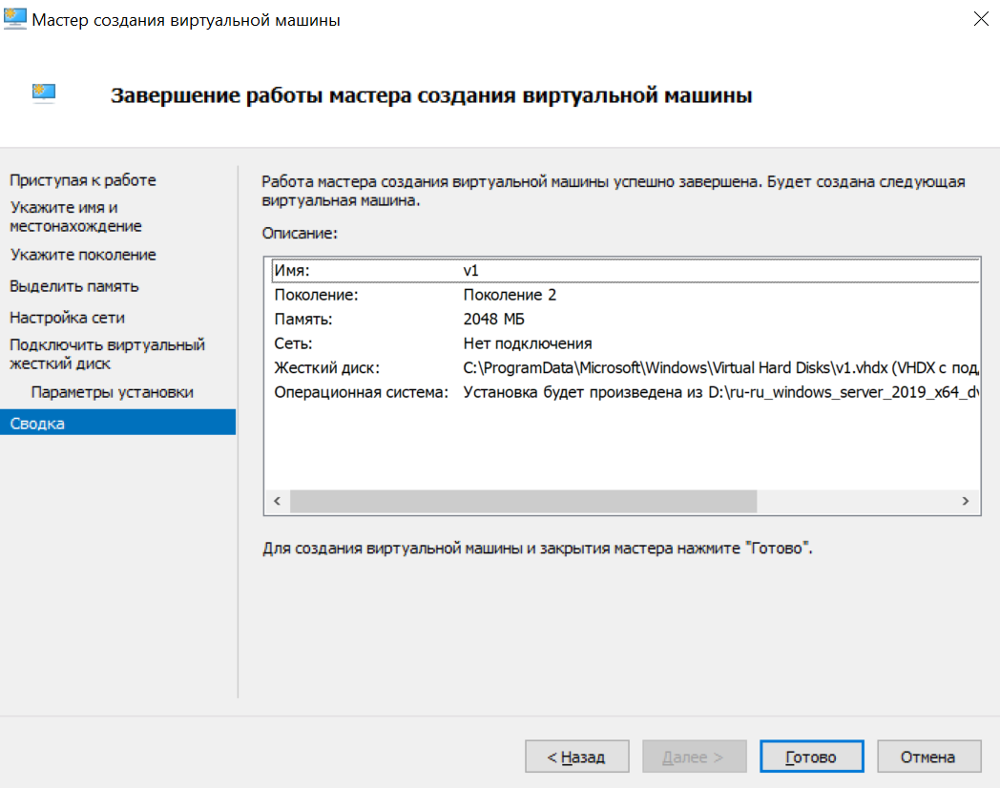 Мастер создания виртуальной машины
Завершение работы мастера создания виртуальной машины
Приступая к работе
Укажите имя и
местонахождение
Укажите поколение
Выделить память
Настройка сети
Подключить виртуальный
жесткий диск
Параметры установки
Сводка
Работа мастера создания виртуальной машины успешно завершена. Будет создана следующая
виртуальная машина.
Описание:
Имя: v1
Поколение: Поколение 2
Память: 2048 МБ
Сеть: Нет подключения
Жесткий диск: C:\ProgramData\Microsoft\Windows\Virtual Hard Disks\v1.vhdx (VHDX с под
Операционная система: Установка будет произведена из D:\ru-ru_windows_server_2019_x64_dv
Для создания виртуальной машины и закрытия мастера нажмите "Готово".
< Назад
Далее >
Готово
Отмена